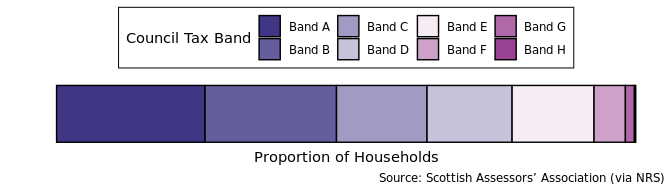 Council Tax Band
Band A
Band B
Band C
Band D
Band E
Band F
Band G
Band H
Proportion of Households
Source: Scottish Assessors’ Association (via NRS)